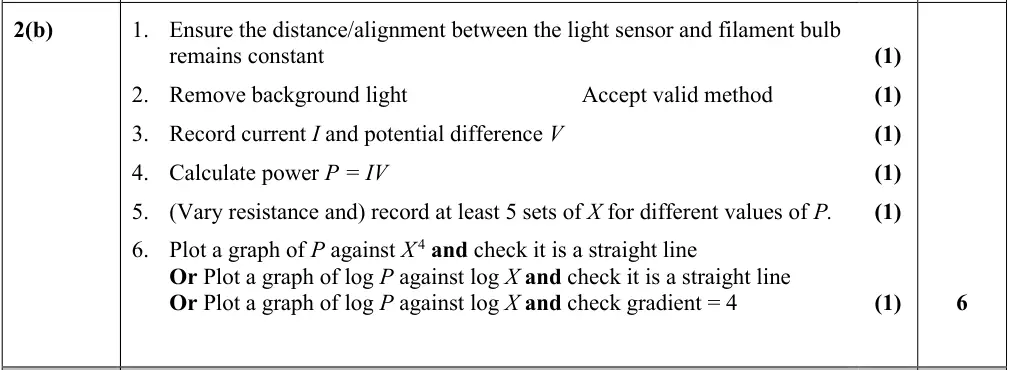 2(b) 1. Ensure the distance/alignment between the light sensor and filament bulb
remains constant (1)
2. Remove background light Accept valid method (1)
3. Record current I and potential difference V (1)
4. Calculate power P = IV (1)
5. (Vary resistance and) record at least 5 sets of X for different values of P. (1)
6. Plot a graph of P against X⁴ and check it is a straight line
Or Plot a graph of log P against log X and check it is a straight line
Or Plot a graph of log P against log X and check gradient = 4 (1) 6